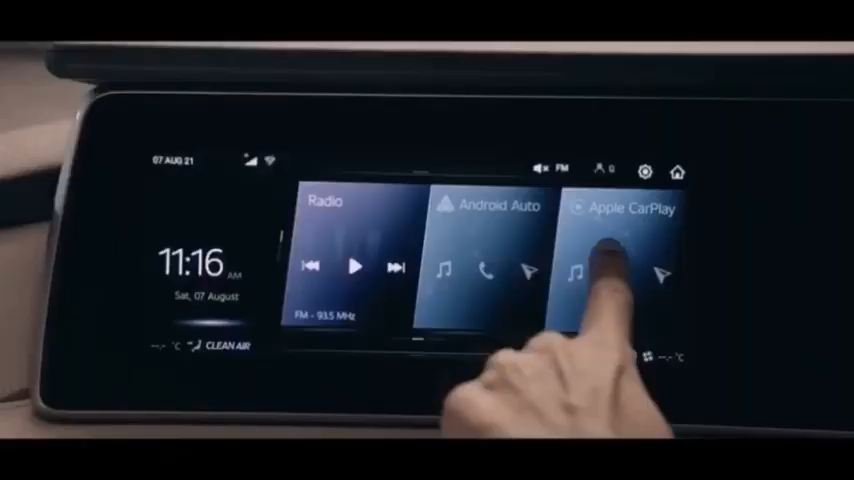 07 AUG 21
FM
0
Radio
Android Auto
Apple CarPlay
11:16 AM
Sat, 07 August
FM - 93.5 MHz
--.- °C
CLEAN AIR
--.- °C